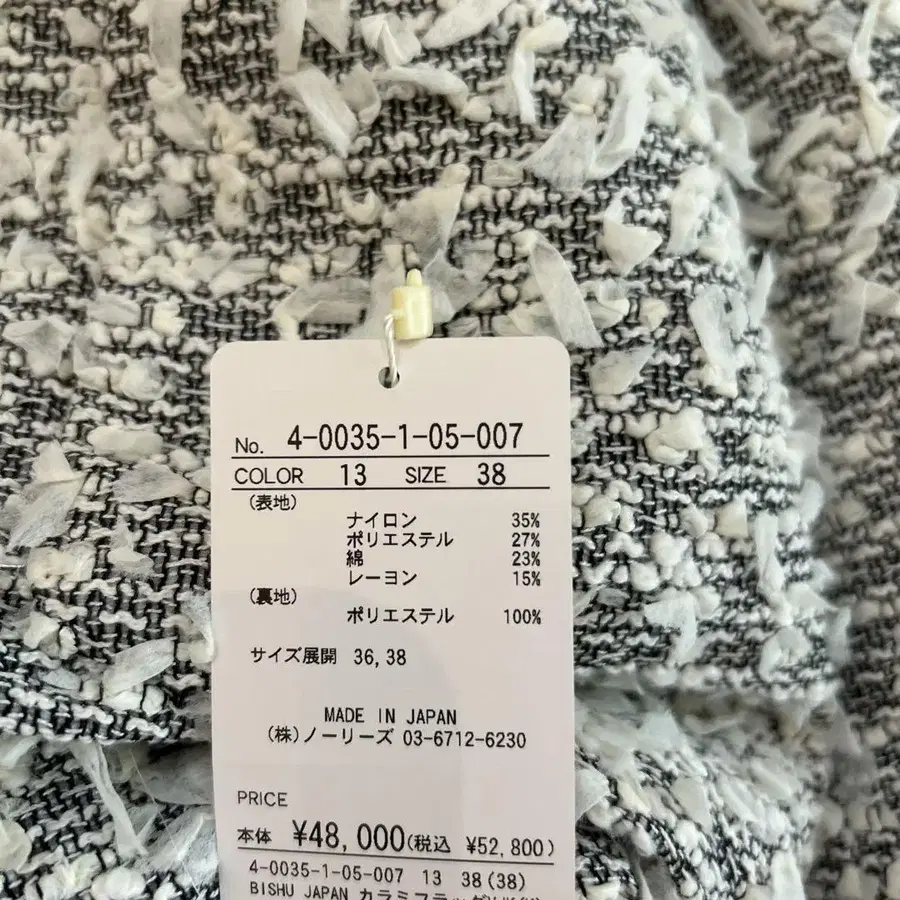 No. 4-0035-1-05-007
COLOR 13 SIZE 38
(表地)
ナイロン 35%
ポリエステル 27%
綿 23%
レーヨン 15%
(裏地)
ポリエステル 100%
サイズ展開 36,38
MADE IN JAPAN
(株)ノーリーズ 03-6712-6230
PRICE
本体 ¥48,000(税込 ¥52,800)
4-0035-1-05-007 13 38(38)
BISHU JAPAN